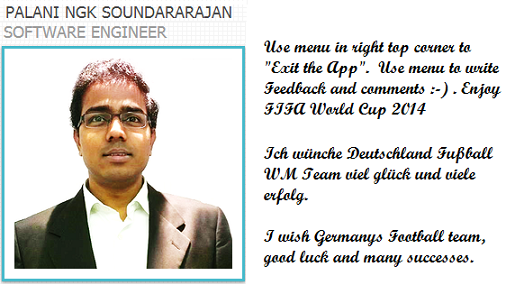 PALANI NGK SOUNDARARAJAN
SOFTWARE ENGINEER
Use menu in right top corner to
"Exit the App". Use menu to write
Feedback and comments :-) . Enjoy
FIFA World Cup 2014
Ich wünche Deutschland Fußball
WM Team viel glück und viele
erfolg.
I wish Germanys Football team,
good luck and many successes.